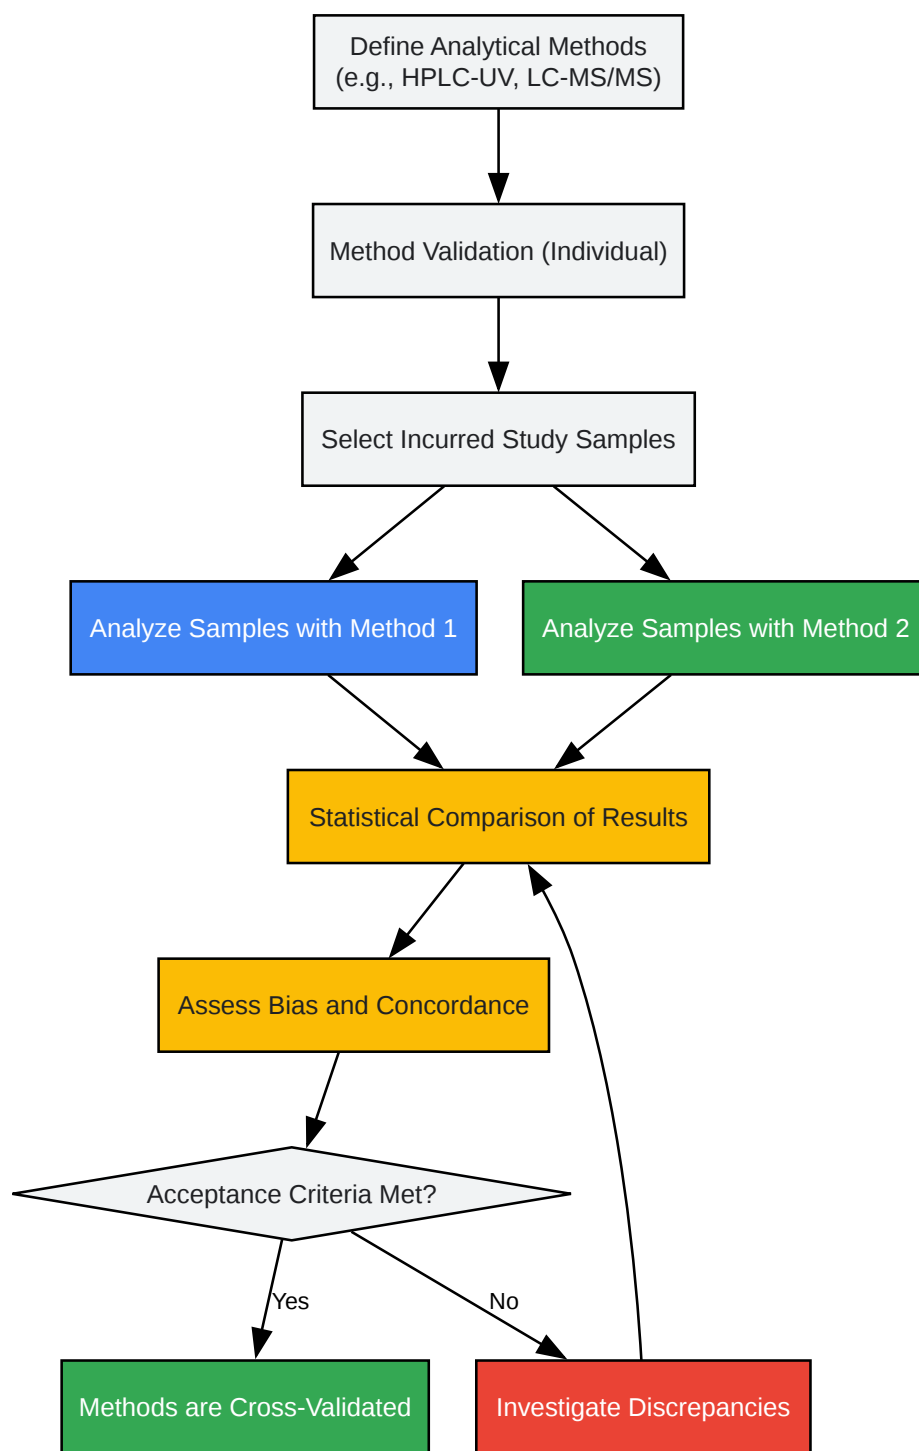 Define Analytical Methods
(e.g., HPLC-UV, LC-MS/MS)
Method Validation (Individual)
Select Incurred Study Samples
Analyze Samples with Method 1
Analyze Samples with Method 2
Statistical Comparison of Results
Assess Bias and Concordance
Acceptance Criteria Met?
Yes
No
Methods are Cross-Validated
Investigate Discrepancies